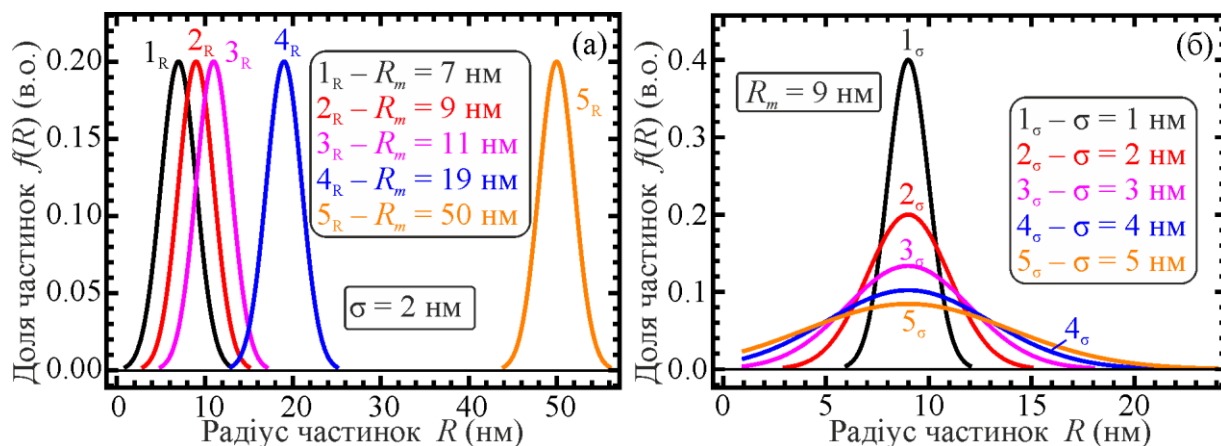 (а)
Доля частинок f(R) (в.о.)
0.20
0.15
0.10
0.05
0.00
1R
2R
3R
4R
5R
1R – Rm = 7 нм
2R – Rm = 9 нм
3R – Rm = 11 нм
4R – Rm = 19 нм
5R – Rm = 50 нм
σ = 2 нм
0 10 20 30 40 50
Радіус частинок R (нм)
(б)
Доля частинок f(R) (в.о.)
0.4
0.2
0.1
0.0
Rm = 9 нм
1σ
2σ
3σ
4σ
5σ
1σ – σ = 1 нм
2σ – σ = 2 нм
3σ – σ = 3 нм
4σ – σ = 4 нм
5σ – σ = 5 нм
0 5 10 15 20
Радіус частинок R (нм)